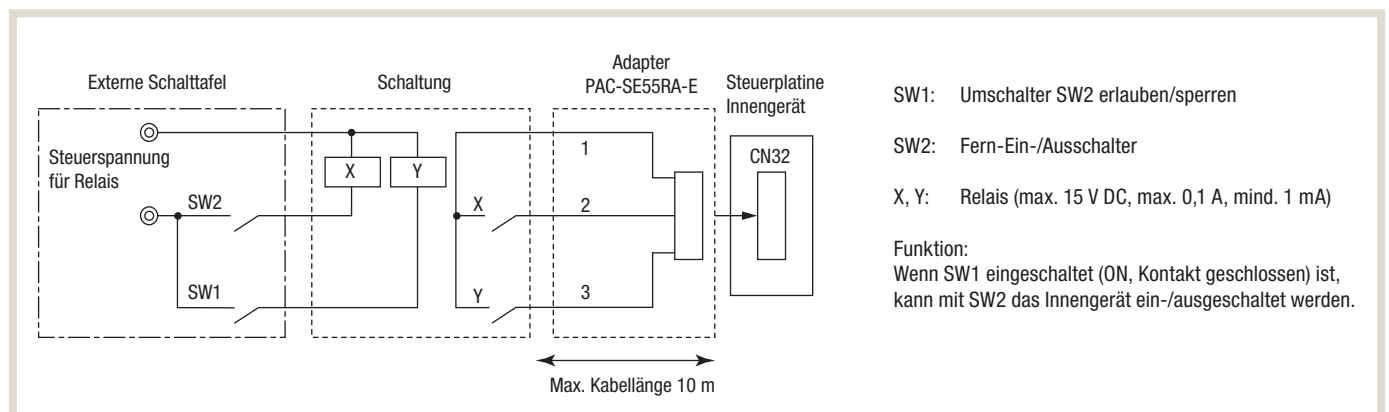 Externe Schalttafel
Schaltung
Adapter
PAC-SE55RA-E
Steuerplatine
Innengerät
Steuerspannung
für Relais
SW2
SW1
X
Y
X
Y
1
2
3
CN32
Max. Kabellänge 10 m
SW1: Umschalter SW2 erlauben/sperren
SW2: Fern-Ein-/Ausschalter
X, Y: Relais (max. 15 V DC, max. 0,1 A, mind. 1 mA)
Funktion:
Wenn SW1 eingeschaltet (ON, Kontakt geschlossen) ist,
kann mit SW2 das Innengerät ein-/ausgeschaltet werden.